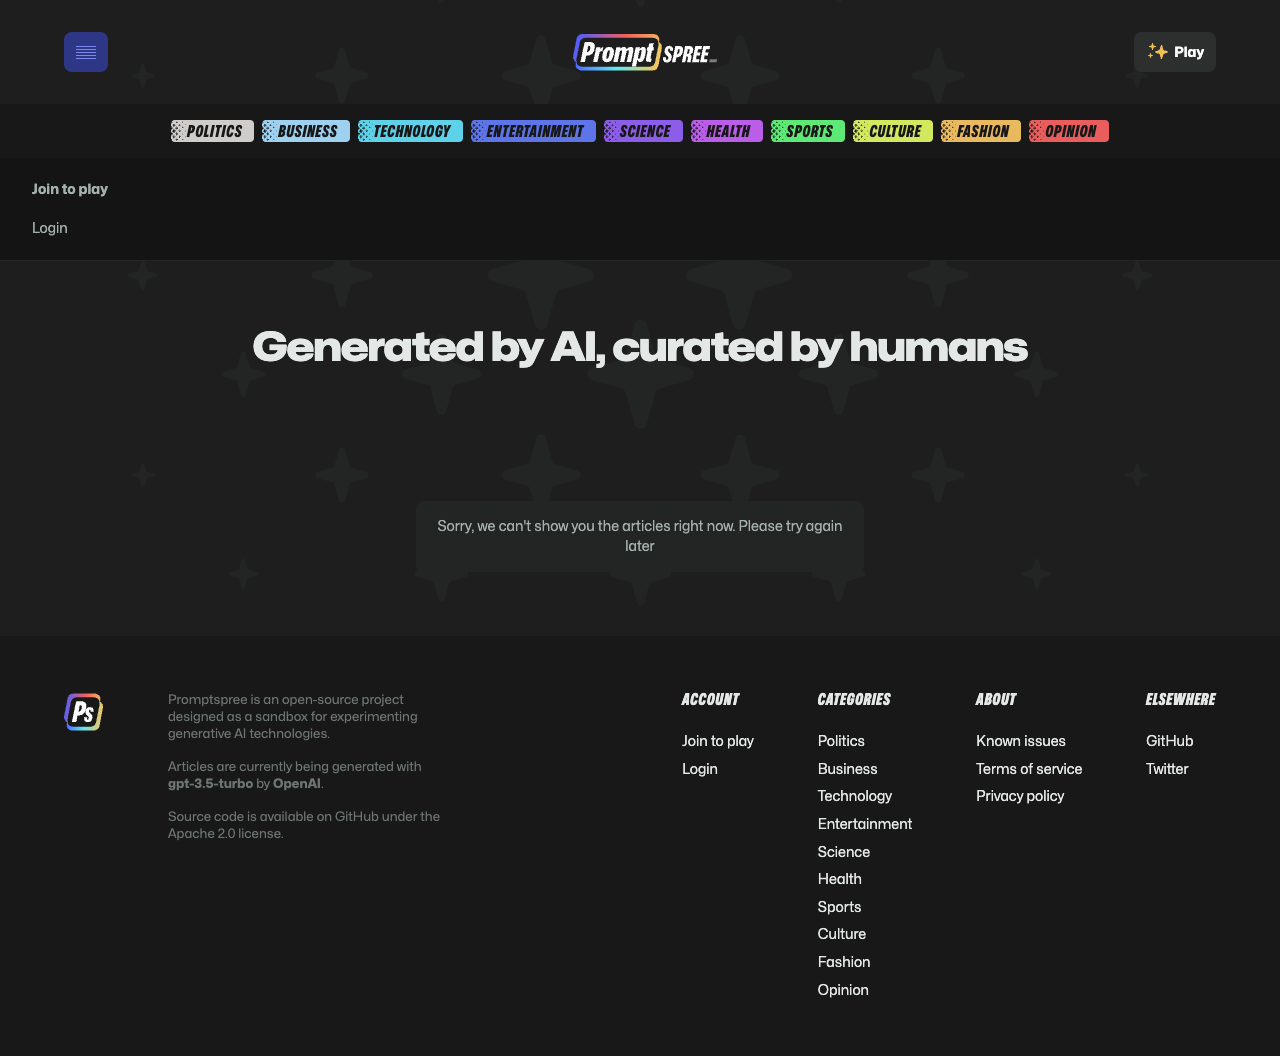 Prompt SPREE
Play
POLITICS
BUSINESS
TECHNOLOGY
ENTERTAINMENT
SCIENCE
HEALTH
SPORTS
CULTURE
FASHION
OPINION
Join to play
Login
Generated by AI, curated by humans
Sorry, we can't show you the articles right now. Please try again
later
Ps
Promptspree is an open-source project
designed as a sandbox for experimenting
generative AI technologies.
Articles are currently being generated with
gpt-3.5-turbo by OpenAI.
Source code is available on GitHub under the
Apache 2.0 license.
ACCOUNT
Join to play
Login
CATEGORIES
Politics
Business
Technology
Entertainment
Science
Health
Sports
Culture
Fashion
Opinion
ABOUT
Known issues
Terms of service
Privacy policy
ELSEWHERE
GitHub
Twitter